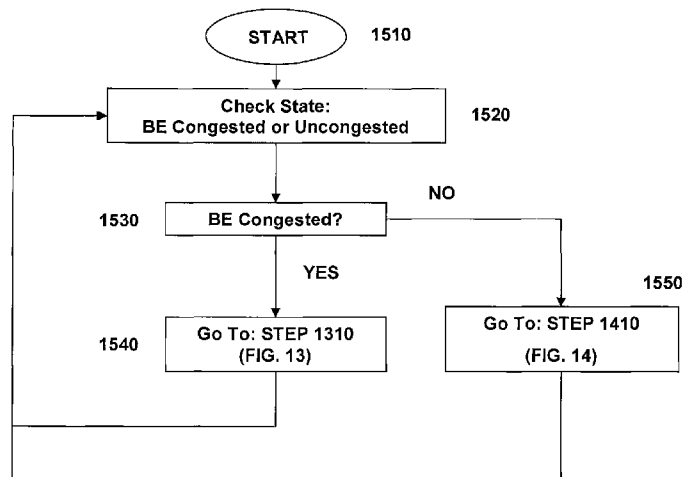 START
1510
Check State:
BE Congested or Uncongested
1520
NO
1530
BE Congested?
YES
1550
1540
Go To: STEP 1310
(FIG. 13)
Go To: STEP 1410
(FIG. 14)